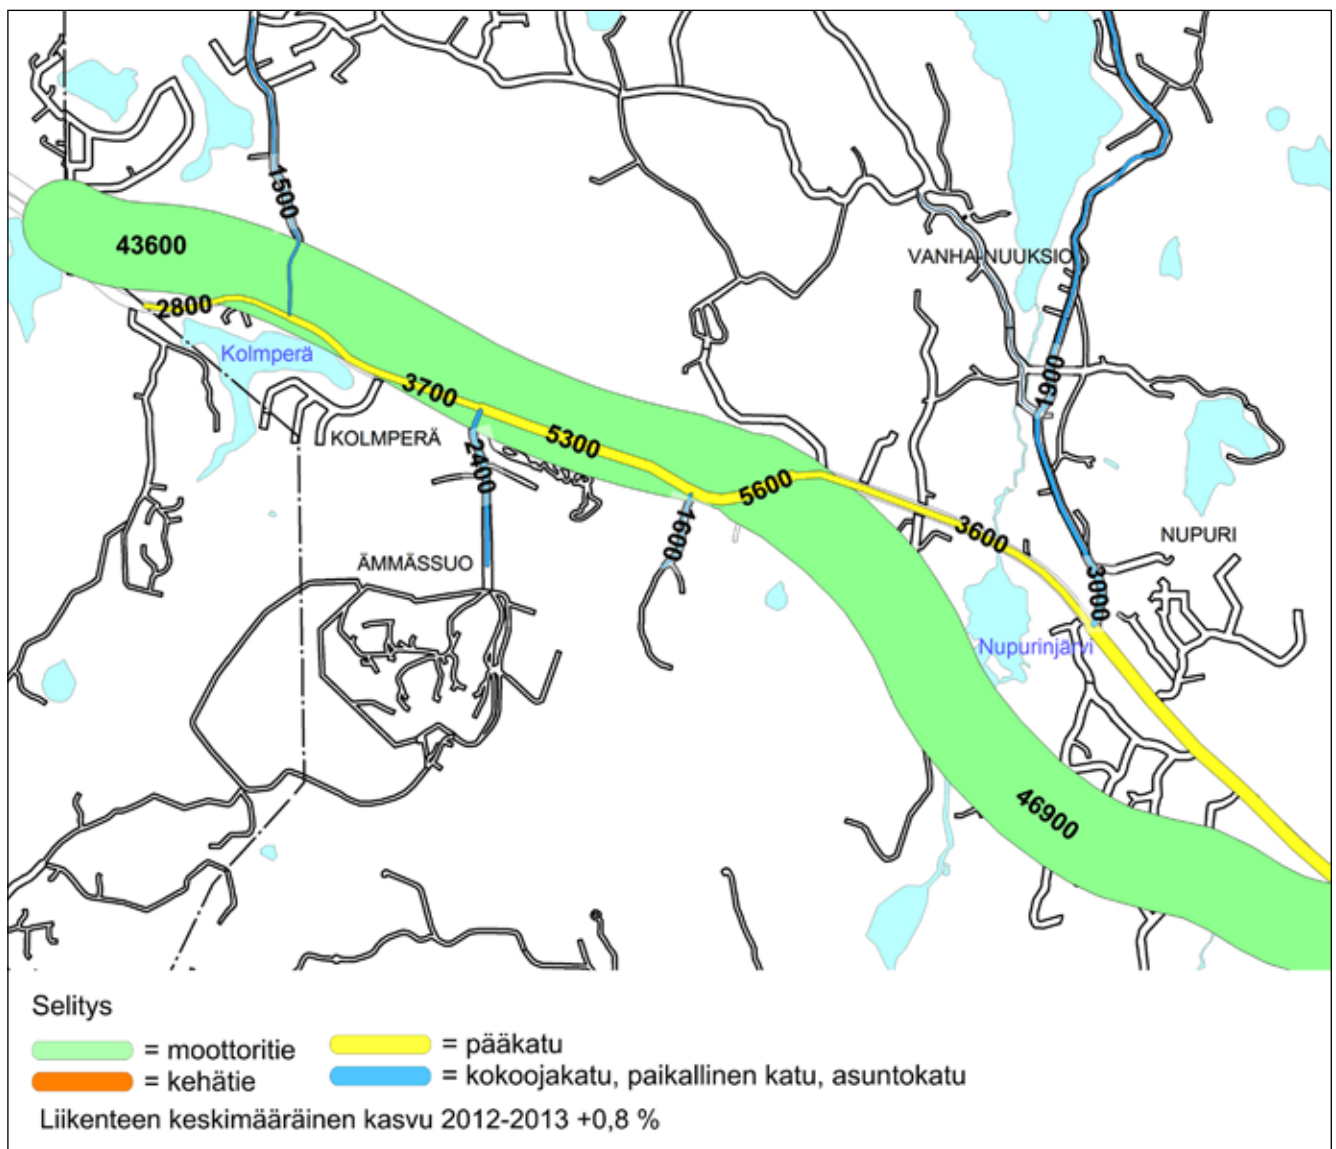 1500
43600
VANHA-NUUKSIO
2800
Kolmperä
3700
1900
KOLMPERÄ
5300
2400
5600
3600
1600
NUPURI
ÄMMÄSSUO
3000
Nupurinjärvi
46900
Selitys
= moottoritie
= pääkatu
= kehätie
= kokoojakatu, paikallinen katu, asuntokatu
Liikenteen keskimääräinen kasvu 2012-2013 +0,8 %